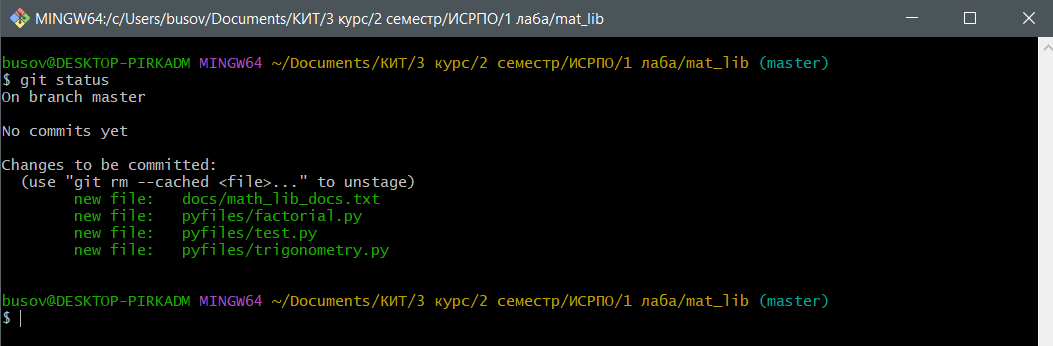 MINGW64:/c/Users/busov/Documents/КИТ/3 курс/2 семестр/ИСРПО/1 лаба/mat_lib
busov@DESKTOP-PIRKADM MINGW64 ~/Documents/КИТ/3 курс/2 семестр/ИСРПО/1 лаба/mat_lib (master)
$ git status
On branch master
No commits yet
Changes to be committed:
  (use "git rm --cached <file>..." to unstage)
        new file:   docs/math_lib_docs.txt
        new file:   pyfiles/factorial.py
        new file:   pyfiles/test.py
        new file:   pyfiles/trigonometry.py
busov@DESKTOP-PIRKADM MINGW64 ~/Documents/КИТ/3 курс/2 семестр/ИСРПО/1 лаба/mat_lib (master)
$